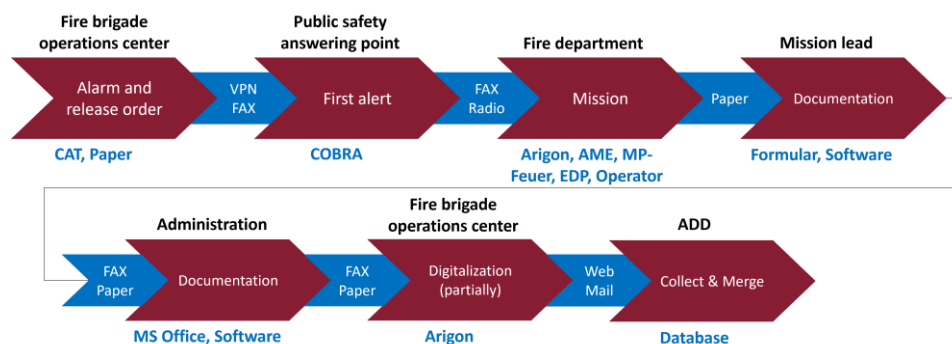 Fire brigade
operations center
Public safety
answering point
Fire department
Mission lead
Alarm and
release order
VPN
FAX
First alert
FAX
Radio
Mission
Paper
Documentation
CAT, Paper
COBRA
Arigon, AME, MP-
Feuer, EDP, Operator
Formular, Software
Administration
Fire brigade
operations center
ADD
FAX
Paper
Documentation
FAX
Paper
Digitalization
(partially)
Web
Mail
Collect & Merge
MS Office, Software
Arigon
Database